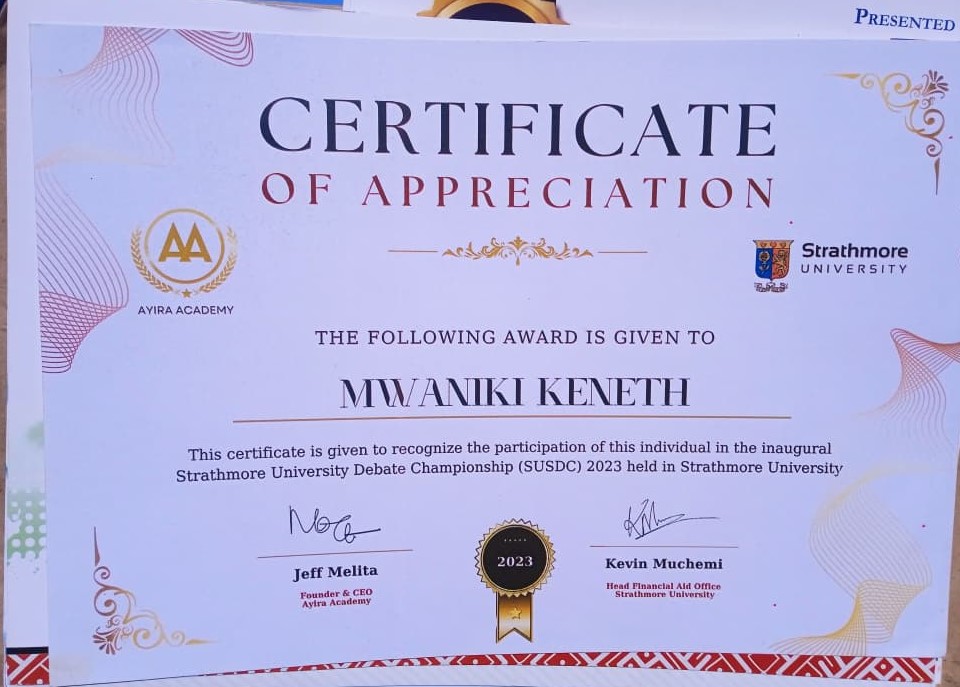 PRESENTED
CERTIFICATE
OF APPRECIATION
AA
AYIRA ACADEMY
Strathmore
UNIVERSITY
THE FOLLOWING AWARD IS GIVEN TO
MWANIKI KENETH
This certificate is given to recognize the participation of this individual in the inaugural
Strathmore University Debate Championship (SUSDC) 2023 held in Strathmore University
Jeff Melita
Founder & CEO
Ayira Academy
2023
Kevin Muchemi
Head Financial Aid Office
Strathmore University